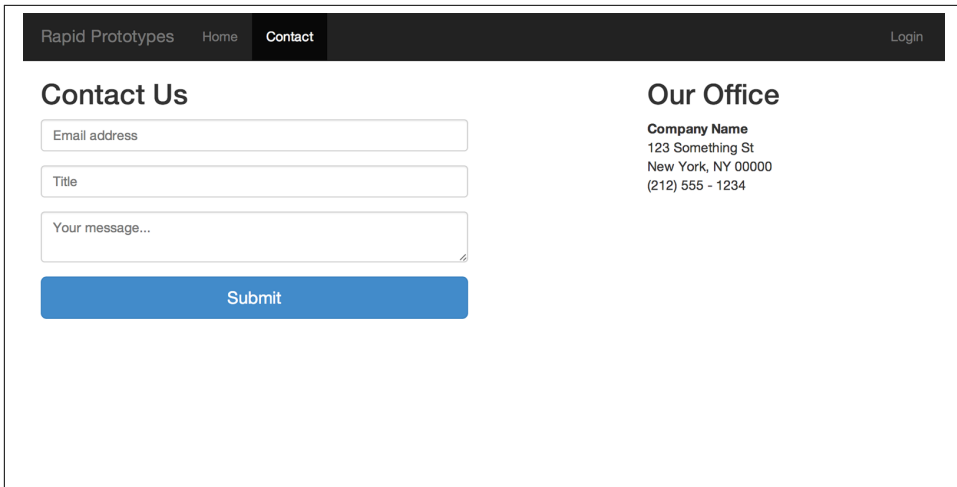 Rapid Prototypes Home Contact Login
Contact Us
Email address
Title
Your message...
Submit
Our Office
Company Name
123 Something St
New York, NY 00000
(212) 555 - 1234